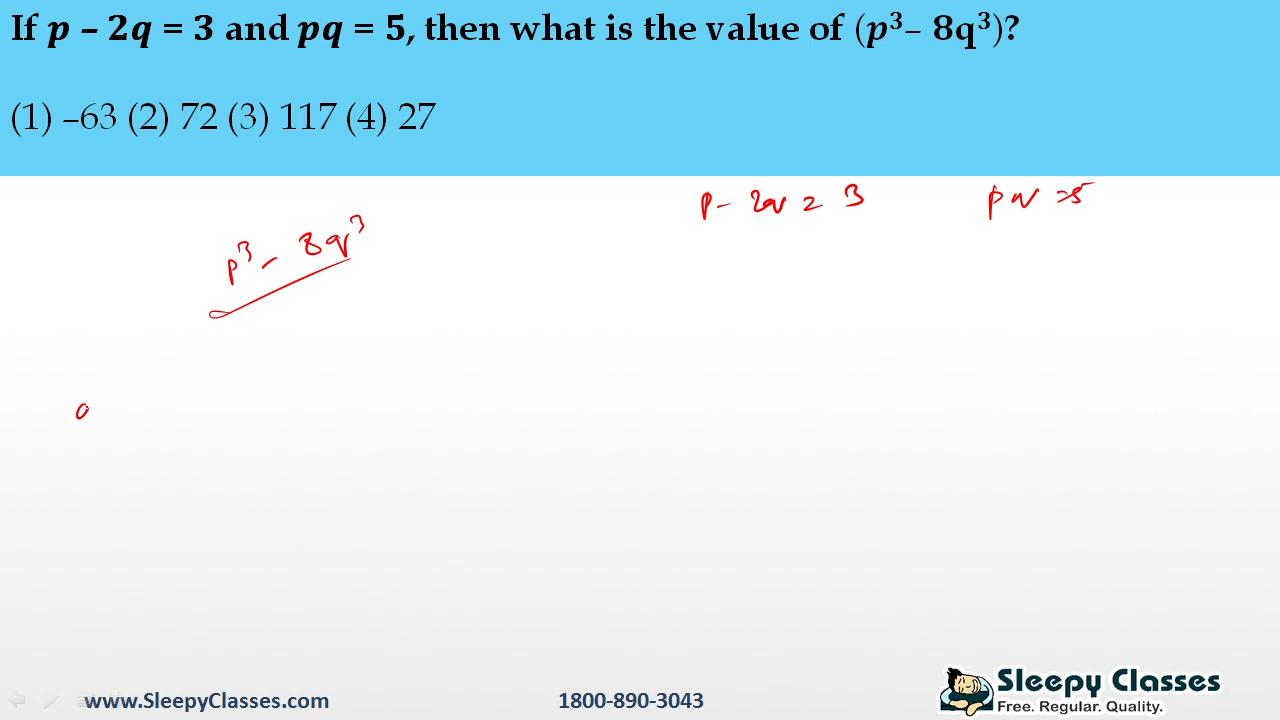 If p – 2q = 3 and pq = 5, then what is the value of (p³– 8q³)?
(1) –63 (2) 72 (3) 117 (4) 27
p - 2q = 3 pq = 5
p³ - 8q³
www.SleepyClasses.com 1800-890-3043 Sleepy Classes
Free. Regular. Quality.